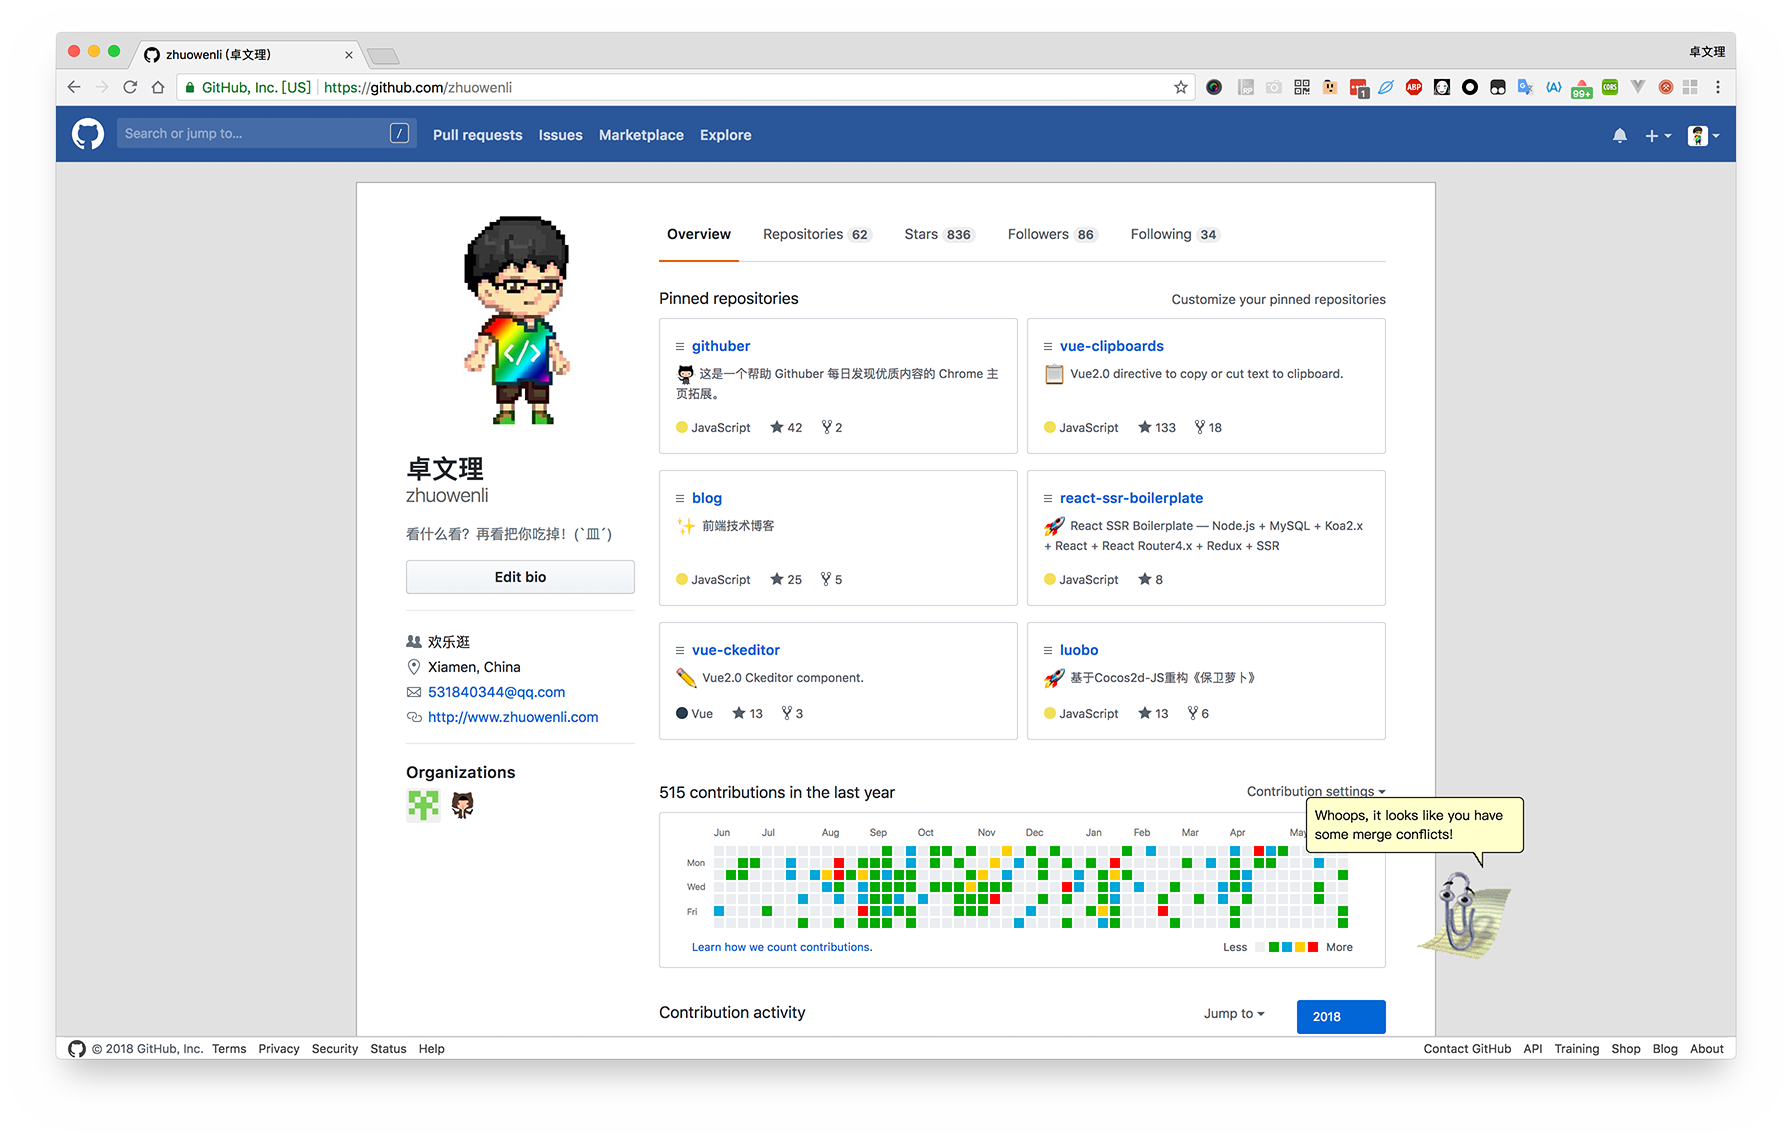 zhuowenli (卓文理)
卓文理
GitHub, Inc. [US] https://github.com/zhuowenli
RP
1
ABP
99+
CORS
Search or jump to... /
Pull requests Issues Marketplace Explore
Overview Repositories 62 Stars 836 Followers 86 Following 34
卓文理
zhuowenli
看什么看？再看把你吃掉！(`皿´)
Edit bio
欢乐逛
Xiamen, China
531840344@qq.com
http://www.zhuowenli.com
Organizations
Pinned repositories Customize your pinned repositories
githuber
这是一个帮助 Githuber 每日发现优质内容的 Chrome 主
页拓展。
JavaScript 42 2
vue-clipboards
Vue2.0 directive to copy or cut text to clipboard.
JavaScript 133 18
blog
前端技术博客
JavaScript 25 5
react-ssr-boilerplate
React SSR Boilerplate — Node.js + MySQL + Koa2.x
+ React + React Router4.x + Redux + SSR
JavaScript 8
vue-ckeditor
Vue2.0 Ckeditor component.
Vue 13 3
luobo
基于Cocos2d-JS重构《保卫萝卜》
JavaScript 13 6
515 contributions in the last year Contribution settings
Whoops, it looks like you have
some merge conflicts!
Jun Jul Aug Sep Oct Nov Dec Jan Feb Mar Apr May
Mon
Wed
Fri
Learn how we count contributions. Less More
Contribution activity Jump to 2018
© 2018 GitHub, Inc. Terms Privacy Security Status Help
Contact GitHub API Training Shop Blog About